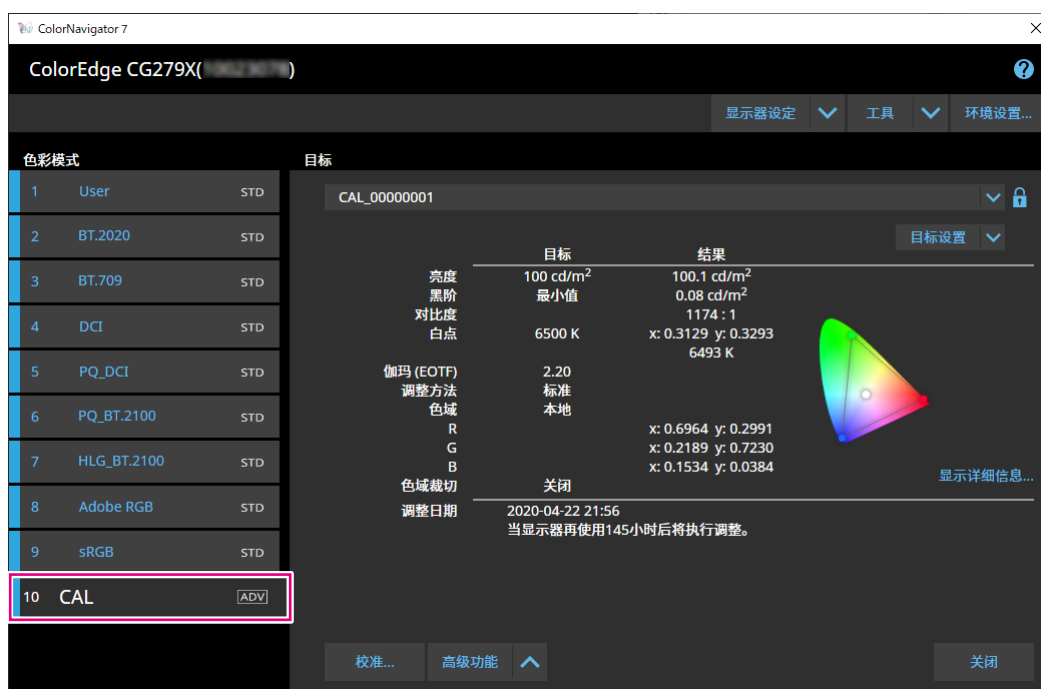 ColorNavigator 7
ColorEdge CG279X( )
显示器设定 工具 环境设置...
色彩模式 目标
1 User STD
2 BT.2020 STD
3 BT.709 STD
4 DCI STD
5 PQ_DCI STD
6 PQ_BT.2100 STD
7 HLG_BT.2100 STD
8 Adobe RGB STD
9 sRGB STD
10 CAL ADV
CAL_00000001
目标设置
目标 结果
亮度 100 cd/m² 100.1 cd/m²
黑阶 最小值 0.08 cd/m²
对比度 1174 : 1
白点 6500 K x: 0.3129 y: 0.3293
6493 K
伽玛 (EOTF) 2.20
调整方法 标准
色域 本地
R x: 0.6964 y: 0.2991
G x: 0.2189 y: 0.7230
B x: 0.1534 y: 0.0384
显示详细信息...
色域裁切 关闭
调整日期 2020-04-22 21:56
当显示器再使用145小时后将执行调整。
校准... 高级功能 关闭